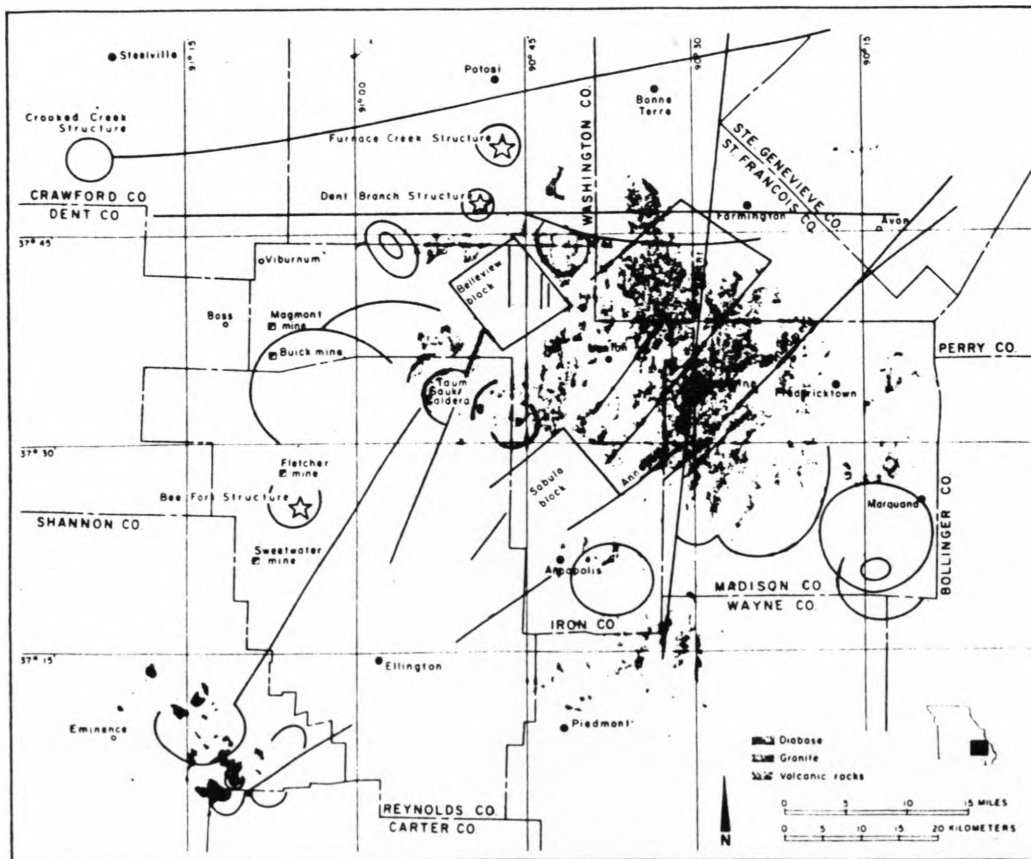 Steelville
91° 15'
91° 00'
90° 45'
90° 30'
90° 15'
Potosi
Bonne
Terre
Crooked Creek
Structure
Furnace Creek Structure
WASHINGTON CO.
STE. GENEVIEVE CO.
ST. FRANCOIS CO.
CRAWFORD CO.
DENT CO.
Dent Branch Structure
Farmington
Avon
37° 45'
Viburnum
Belleview
block
Boss
Magmont
mine
Buick mine
PERRY CO.
Taum
Sauk
Caldera
Fredericktown
37° 30'
Fletcher
mine
Sabula
block
Bee Fork Structure
Marquand
BOLLINGER CO.
SHANNON CO.
Sweetwater
mine
Annapolis
MADISON CO.
WAYNE CO.
IRON CO.
37° 15'
Ellington
Eminence
Piedmont
Diabase
Granite
Volcanic rocks
REYNOLDS CO.
CARTER CO.
0 5 10 15 MILES
0 5 10 15 20 KILOMETERS
N